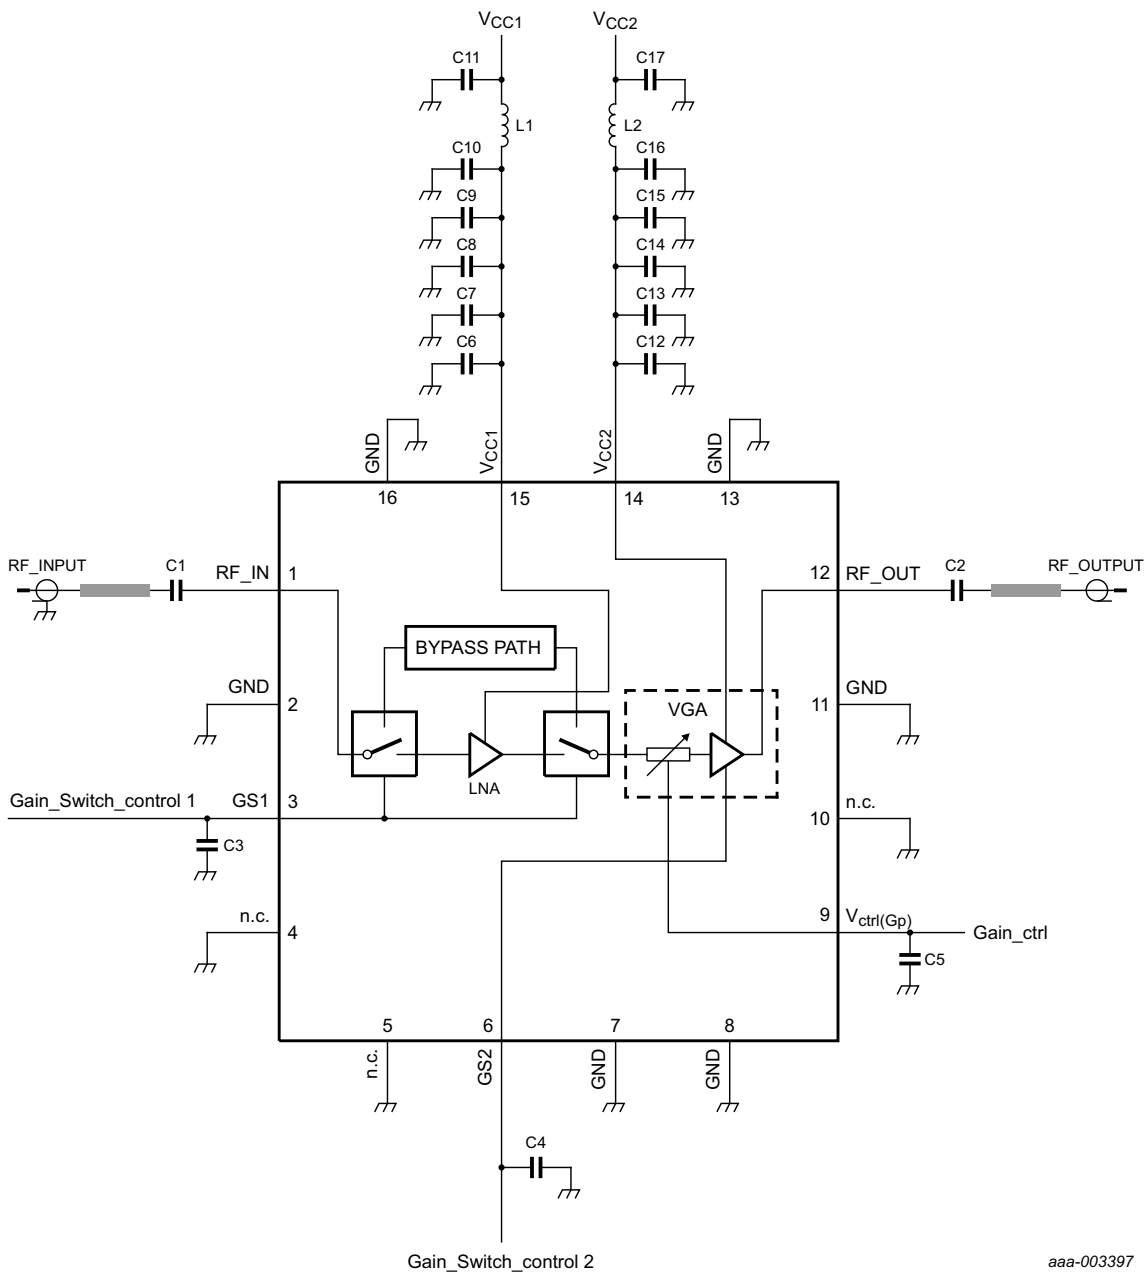 VCC1
VCC2
C11
C17
L1
L2
C10
C16
C9
C15
C8
C14
C7
C13
C6
C12
GND
VCC1
VCC2
GND
16
15
14
13
RF_INPUT
C1
RF_IN
1
12
RF_OUT
C2
RF_OUTPUT
BYPASS PATH
GND
2
VGA
11
GND
LNA
Gain_Switch_control 1
GS1
3
n.c.
10
C3
n.c.
4
9
Vctrl(Gp)
Gain_ctrl
C5
5
6
7
8
n.c.
GS2
GND
GND
C4
Gain_Switch_control 2
aaa-003397